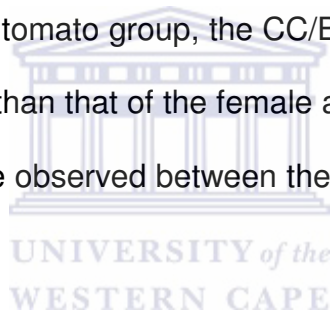 tomato group, the CC/E
than that of the female a
e observed between the
UNIVERSITY of the
WESTERN CAPE